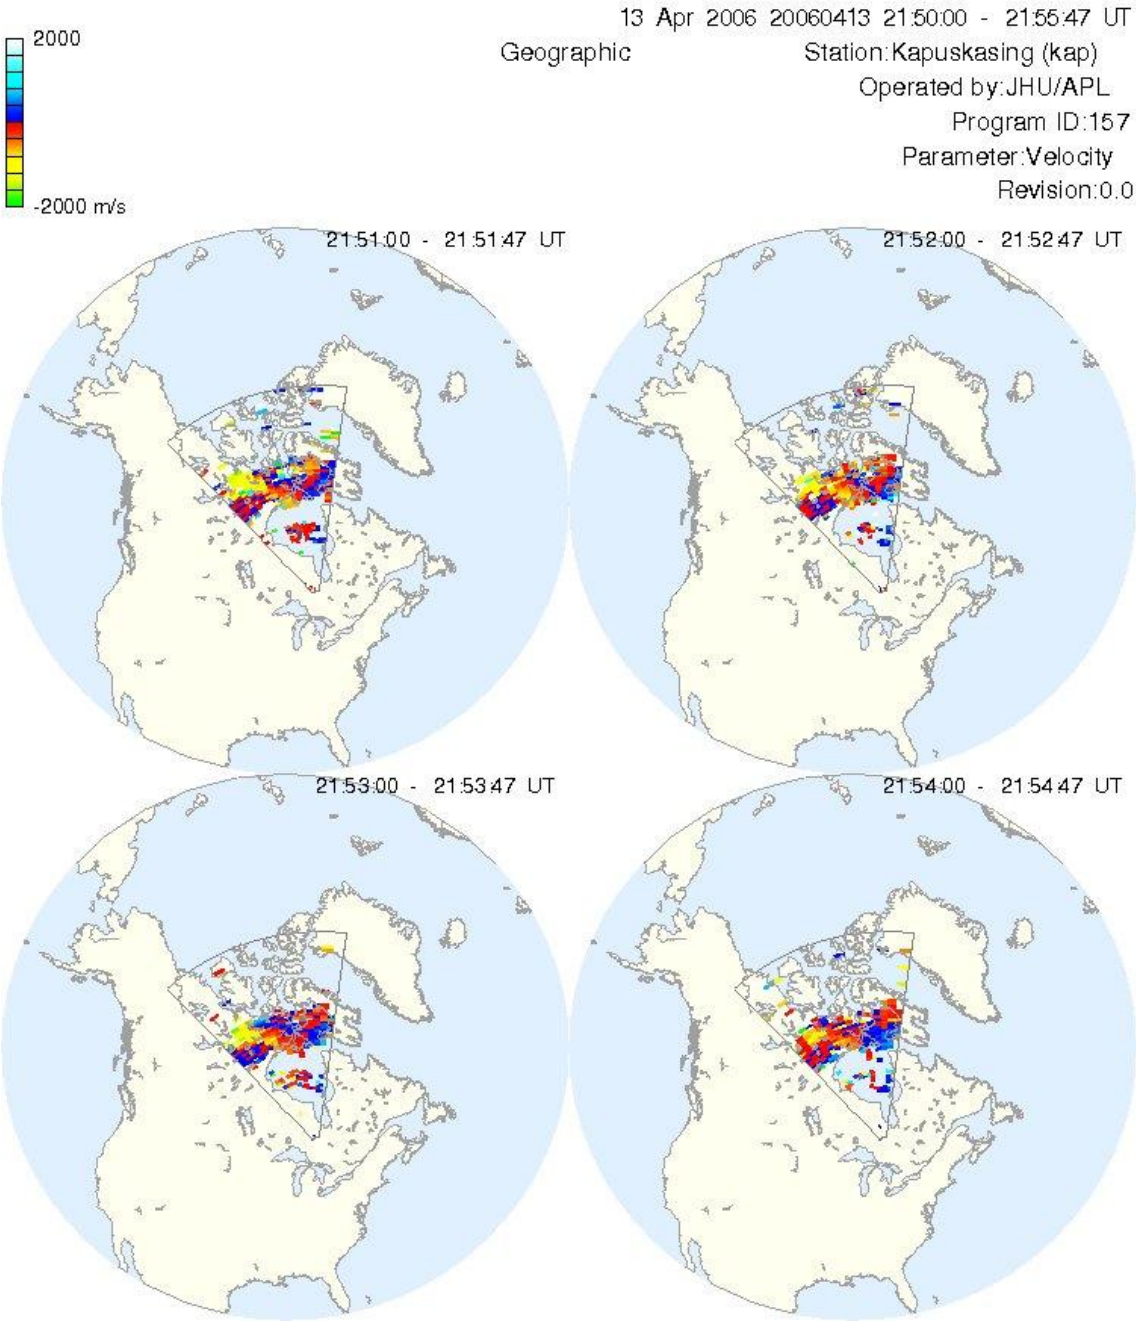 13 Apr 2006 20060413 21:50:00 - 21:55:47 UT
2000
Geographic Station:Kapuskasing (kap)
Operated by:JHU/APL
Program ID:157
Parameter:Velocity
Revision:0.0
-2000 m/s
21:51:00 - 21:51:47 UT
21:52:00 - 21:52:47 UT
21:53:00 - 21:53:47 UT
21:54:00 - 21:54:47 UT